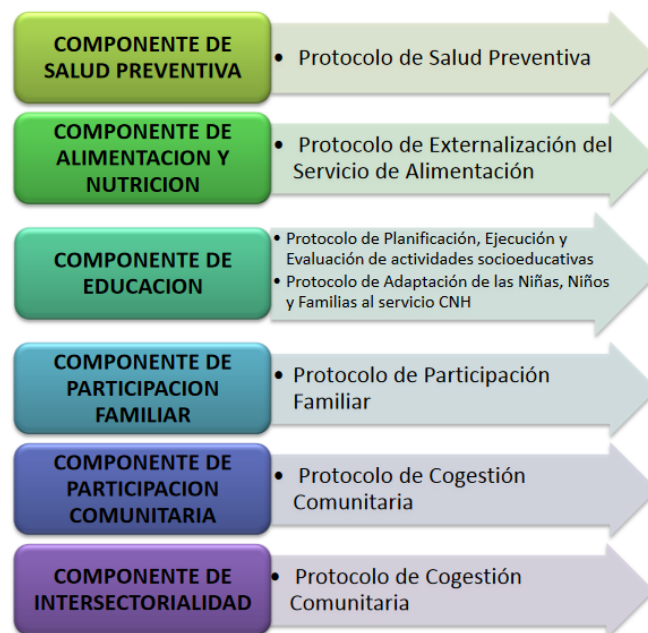 COMPONENTE DE
SALUD PREVENTIVA
• Protocolo de Salud Preventiva
COMPONENTE DE
ALIMENTACION Y
NUTRICION
• Protocolo de Externalización del
Servicio de Alimentación
COMPONENTE DE
EDUCACION
• Protocolo de Planificación, Ejecución y
Evaluación de actividades socioeducativas
• Protocolo de Adaptación de las Niñas, Niños
y Familias al servicio CNH
COMPONENTE DE
PARTICIPACION
FAMILIAR
• Protocolo de Participación
Familiar
COMPONENTE DE
PARTICIPACION
COMUNITARIA
• Protocolo de Cogestión
Comunitaria
COMPONENTE DE
INTERSECTORIALIDAD
• Protocolo de Cogestión
Comunitaria